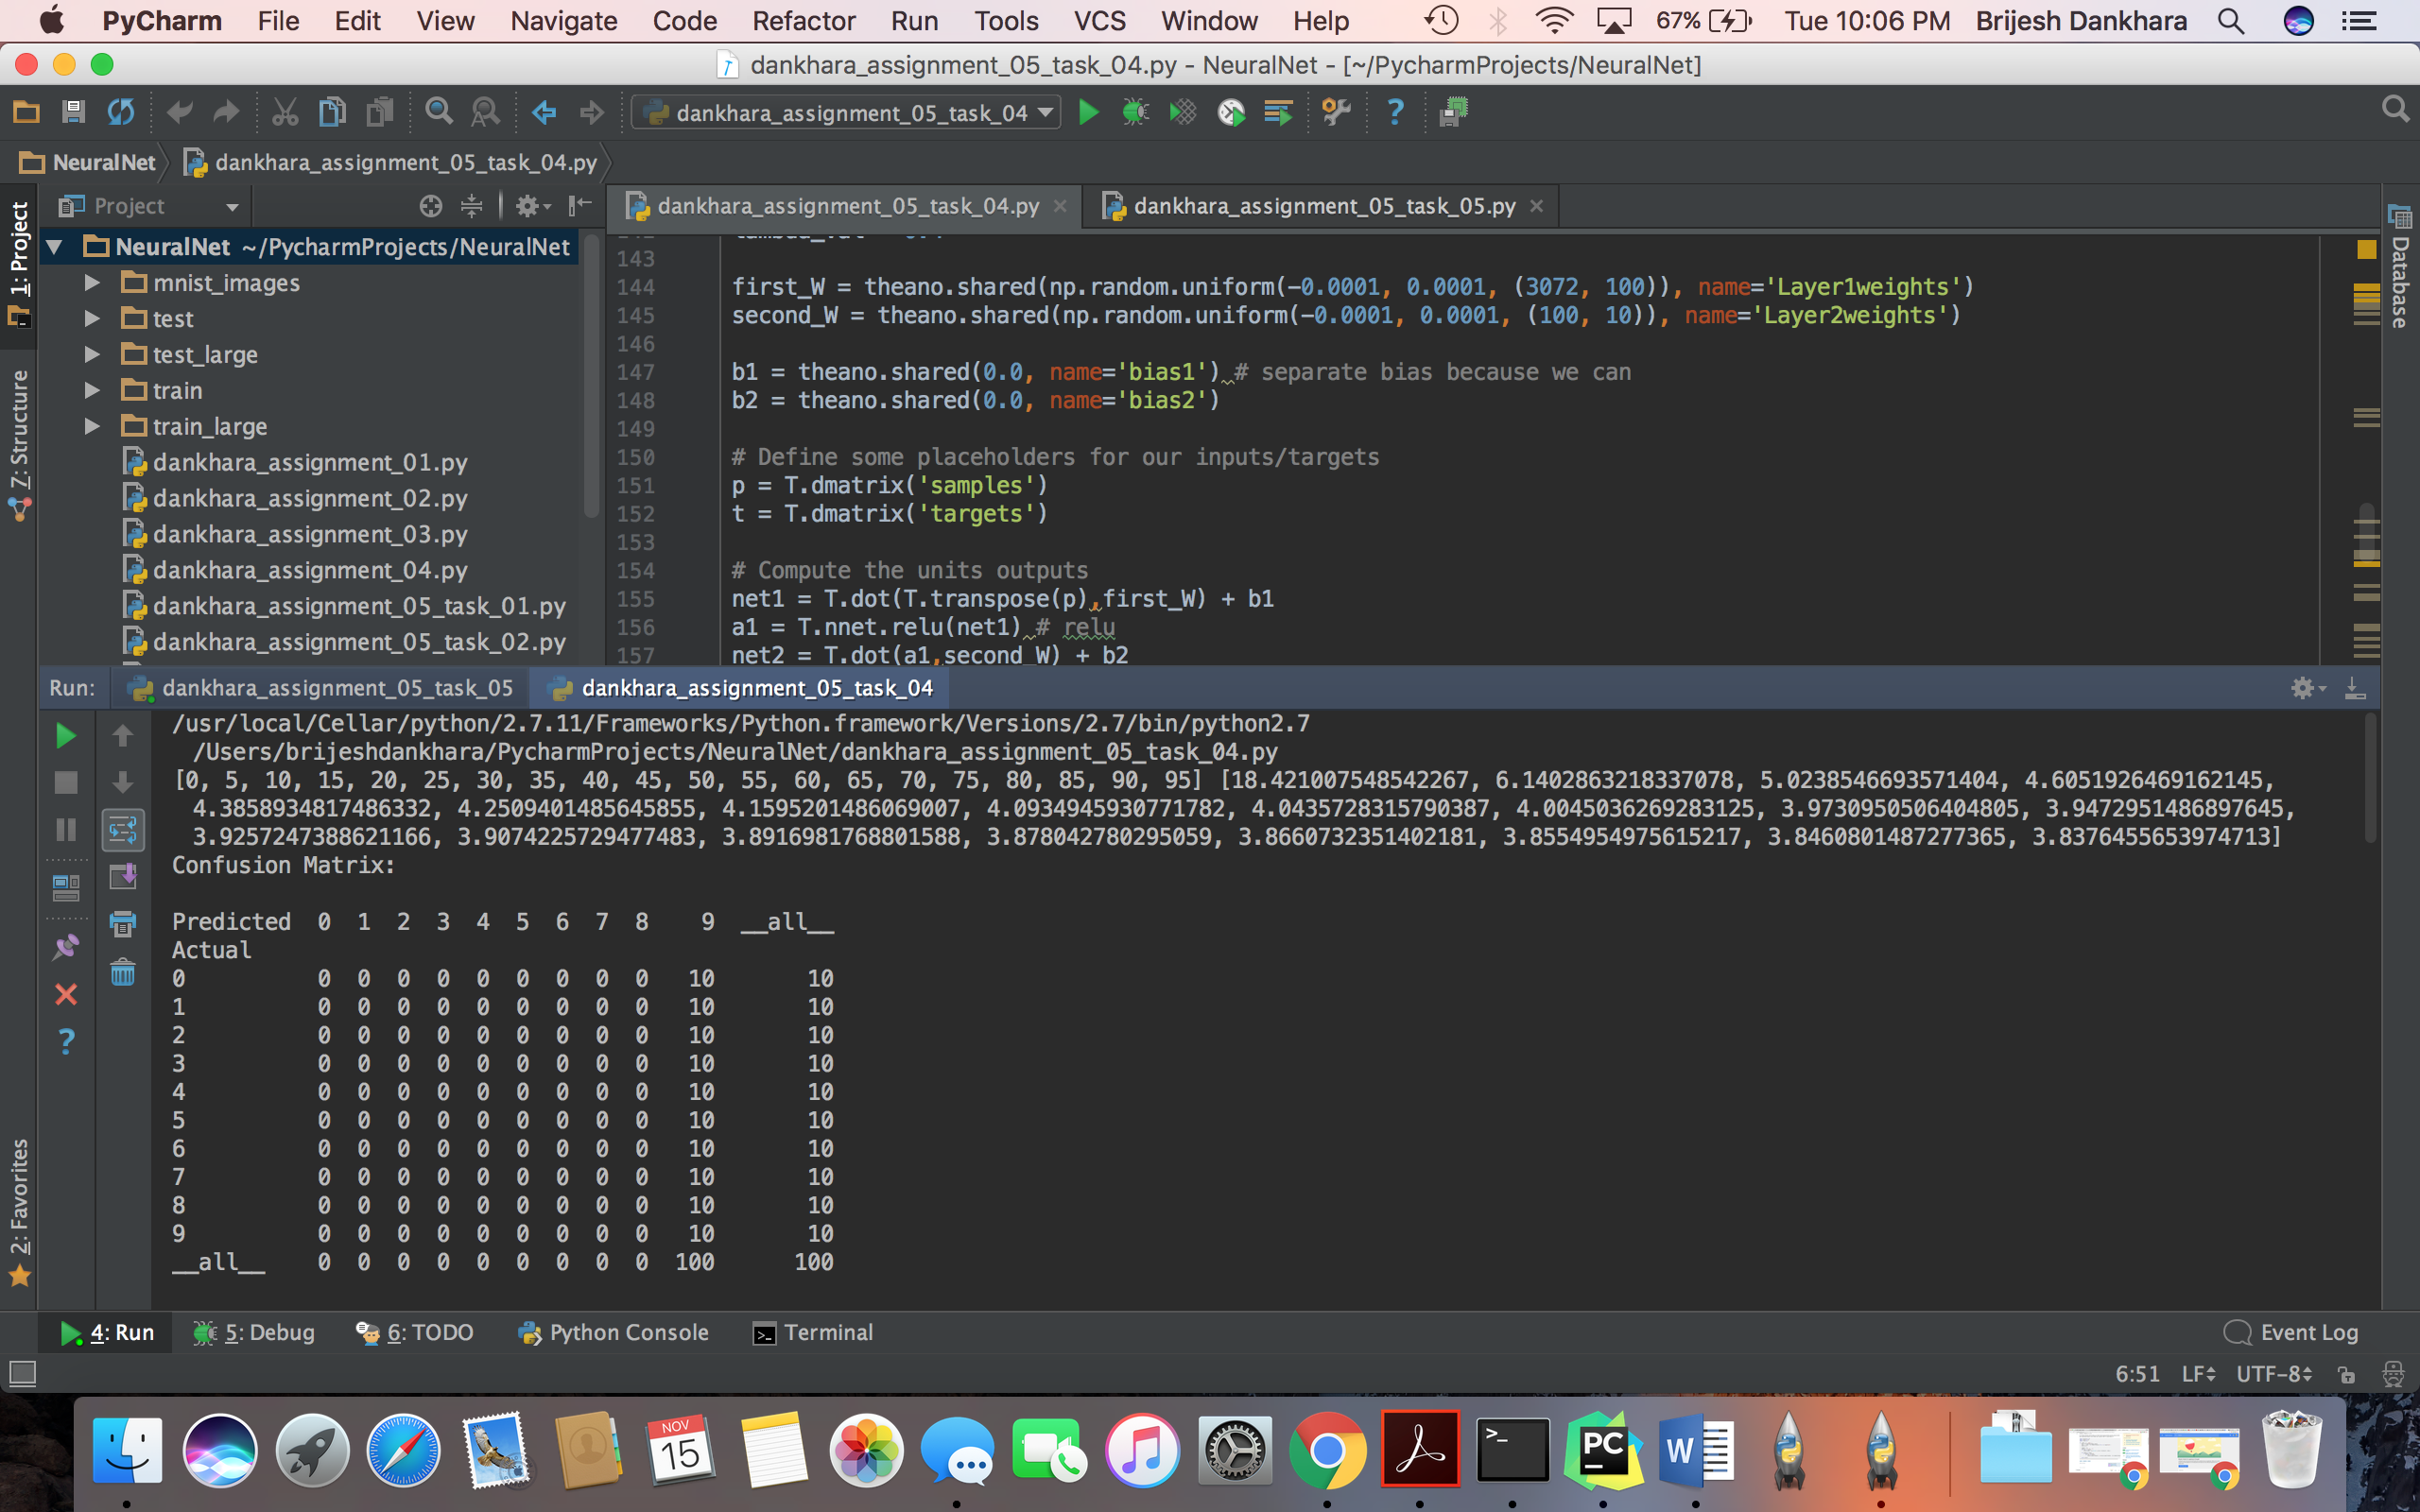 PyCharm File Edit View Navigate Code Refactor Run Tools VCS Window Help 67% Tue 10:06 PM Brijesh Dankhara
dankhara_assignment_05_task_04.py - NeuralNet - [~/PycharmProjects/NeuralNet]
dankhara_assignment_05_task_04
NeuralNet dankhara_assignment_05_task_04.py
1: Project
Z: Structure
2: Favorites
Project
NeuralNet ~/PycharmProjects/NeuralNet
mnist_images
test
test_large
train
train_large
dankhara_assignment_01.py
dankhara_assignment_02.py
dankhara_assignment_03.py
dankhara_assignment_04.py
dankhara_assignment_05_task_01.py
dankhara_assignment_05_task_02.py
dankhara_assignment_05_task_04.py dankhara_assignment_05_task_05.py
143
144 first_W = theano.shared(np.random.uniform(-0.0001, 0.0001, (3072, 100)), name='Layer1weights')
145 second_W = theano.shared(np.random.uniform(-0.0001, 0.0001, (100, 10)), name='Layer2weights')
146
147 b1 = theano.shared(0.0, name='bias1') # separate bias because we can
148 b2 = theano.shared(0.0, name='bias2')
149
150 # Define some placeholders for our inputs/targets
151 p = T.dmatrix('samples')
152 t = T.dmatrix('targets')
153
154 # Compute the units outputs
155 net1 = T.dot(T.transpose(p),first_W) + b1
156 a1 = T.nnet.relu(net1) # relu
157 net2 = T.dot(a1,second_W) + b2
Database
Run: dankhara_assignment_05_task_05 dankhara_assignment_05_task_04
/usr/local/Cellar/python/2.7.11/Frameworks/Python.framework/Versions/2.7/bin/python2.7
/Users/brijeshdankhara/PycharmProjects/NeuralNet/dankhara_assignment_05_task_04.py
[0, 5, 10, 15, 20, 25, 30, 35, 40, 45, 50, 55, 60, 65, 70, 75, 80, 85, 90, 95] [18.421007548542267, 6.1402863218337078, 5.0238546693571404, 4.6051926469162145,
4.3858934817486332, 4.2509401485645855, 4.1595201486069007, 4.0934945930771782, 4.0435728315790387, 4.0045036269283125, 3.9730950506404805, 3.9472951486897645,
3.9257247388621166, 3.9074225729477483, 3.8916981768801588, 3.878042780295059, 3.8660732351402181, 3.8554954975615217, 3.8460801487277365, 3.8376455653974713]
Confusion Matrix:
Predicted 0 1 2 3 4 5 6 7 8 9 __all__
Actual
0 0 0 0 0 0 0 0 0 0 10 10
1 0 0 0 0 0 0 0 0 0 10 10
2 0 0 0 0 0 0 0 0 0 10 10
3 0 0 0 0 0 0 0 0 0 10 10
4 0 0 0 0 0 0 0 0 0 10 10
5 0 0 0 0 0 0 0 0 0 10 10
6 0 0 0 0 0 0 0 0 0 10 10
7 0 0 0 0 0 0 0 0 0 10 10
8 0 0 0 0 0 0 0 0 0 10 10
9 0 0 0 0 0 0 0 0 0 10 10
__all__ 0 0 0 0 0 0 0 0 0 100 100
4: Run 5: Debug 6: TODO Python Console Terminal Event Log
6:51 LF UTF-8
NOV
15
PC
W